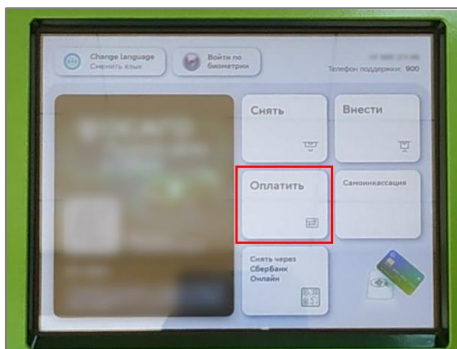 Change language
Сменить язык
Войти по
биометрии
Телефон поддержки: 900
Снять
Внести
Оплатить
Самоинкассация
Снять через
СберБанк
Онлайн